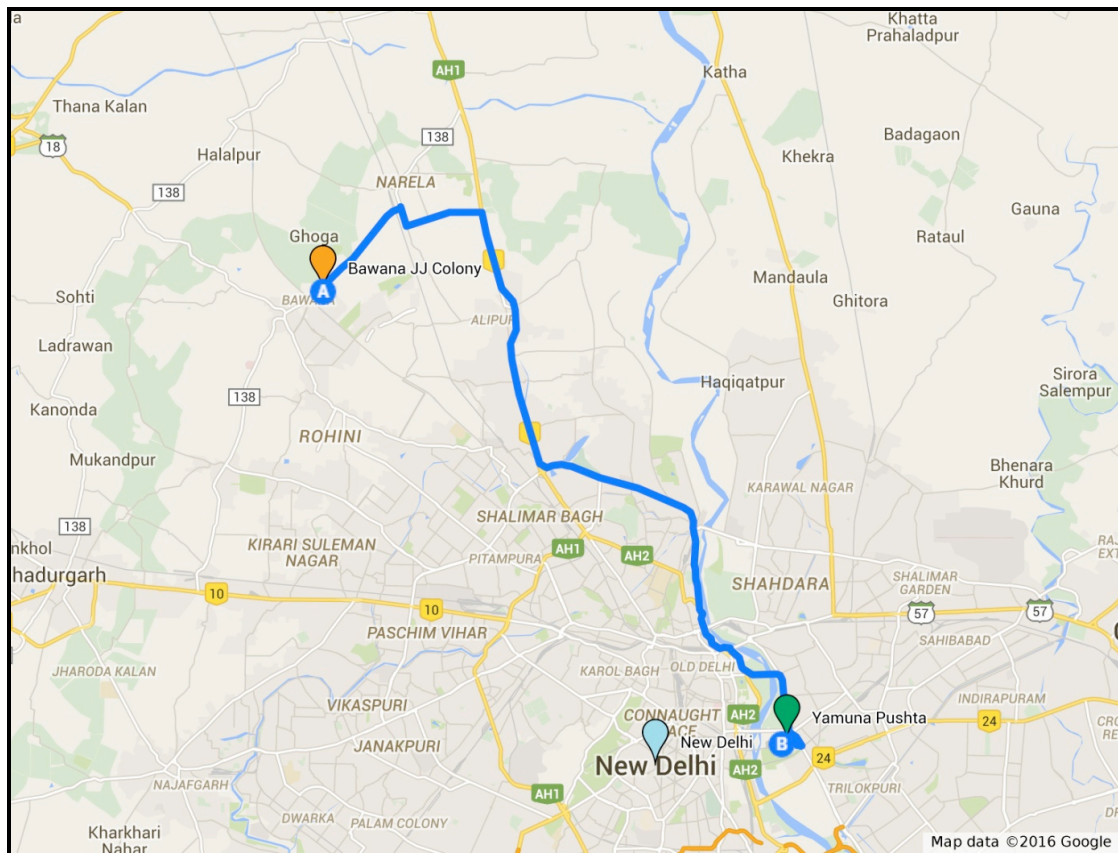 Khatta
Prahaladpur
AH1
Katha
Thana Kalan
138
Badagaon
18
Halalpur
Khekra
NARELA
138
Gauna
Ghoga
Rataul
Bawana JJ Colony
A
Mandaula
Sohti
Ghitora
ALIPUR
Ladrawan
Sirora
Salempur
Haqiqatpur
138
Kanonda
ROHINI
Mukandpur
Bhenara
Khurd
KARAWAL NAGAR
SHALIMAR BAGH
138
KIRARI SULEMAN
NAGAR
PITAMPURA
AH1
AH2
hadurgarh
SHAHDARA
SHALIMAR
GARDEN
10
10
57
57
PASCHIM VIHAR
SAHIBABAD
JHARODA KALAN
KAROL BAGH
OLD DELHI
INDIRAPURAM
VIKASPURI
CONNAUGHT
AH2
Yamuna Pushta
24
JANAKPURI
New Delhi
B
New Delhi
AH2
24
NAJAFGARH
AH1
TRILOKPURI
DWARKA
PALAM COLONY
Kharkhari
Nahar
Map data ©2016 Google